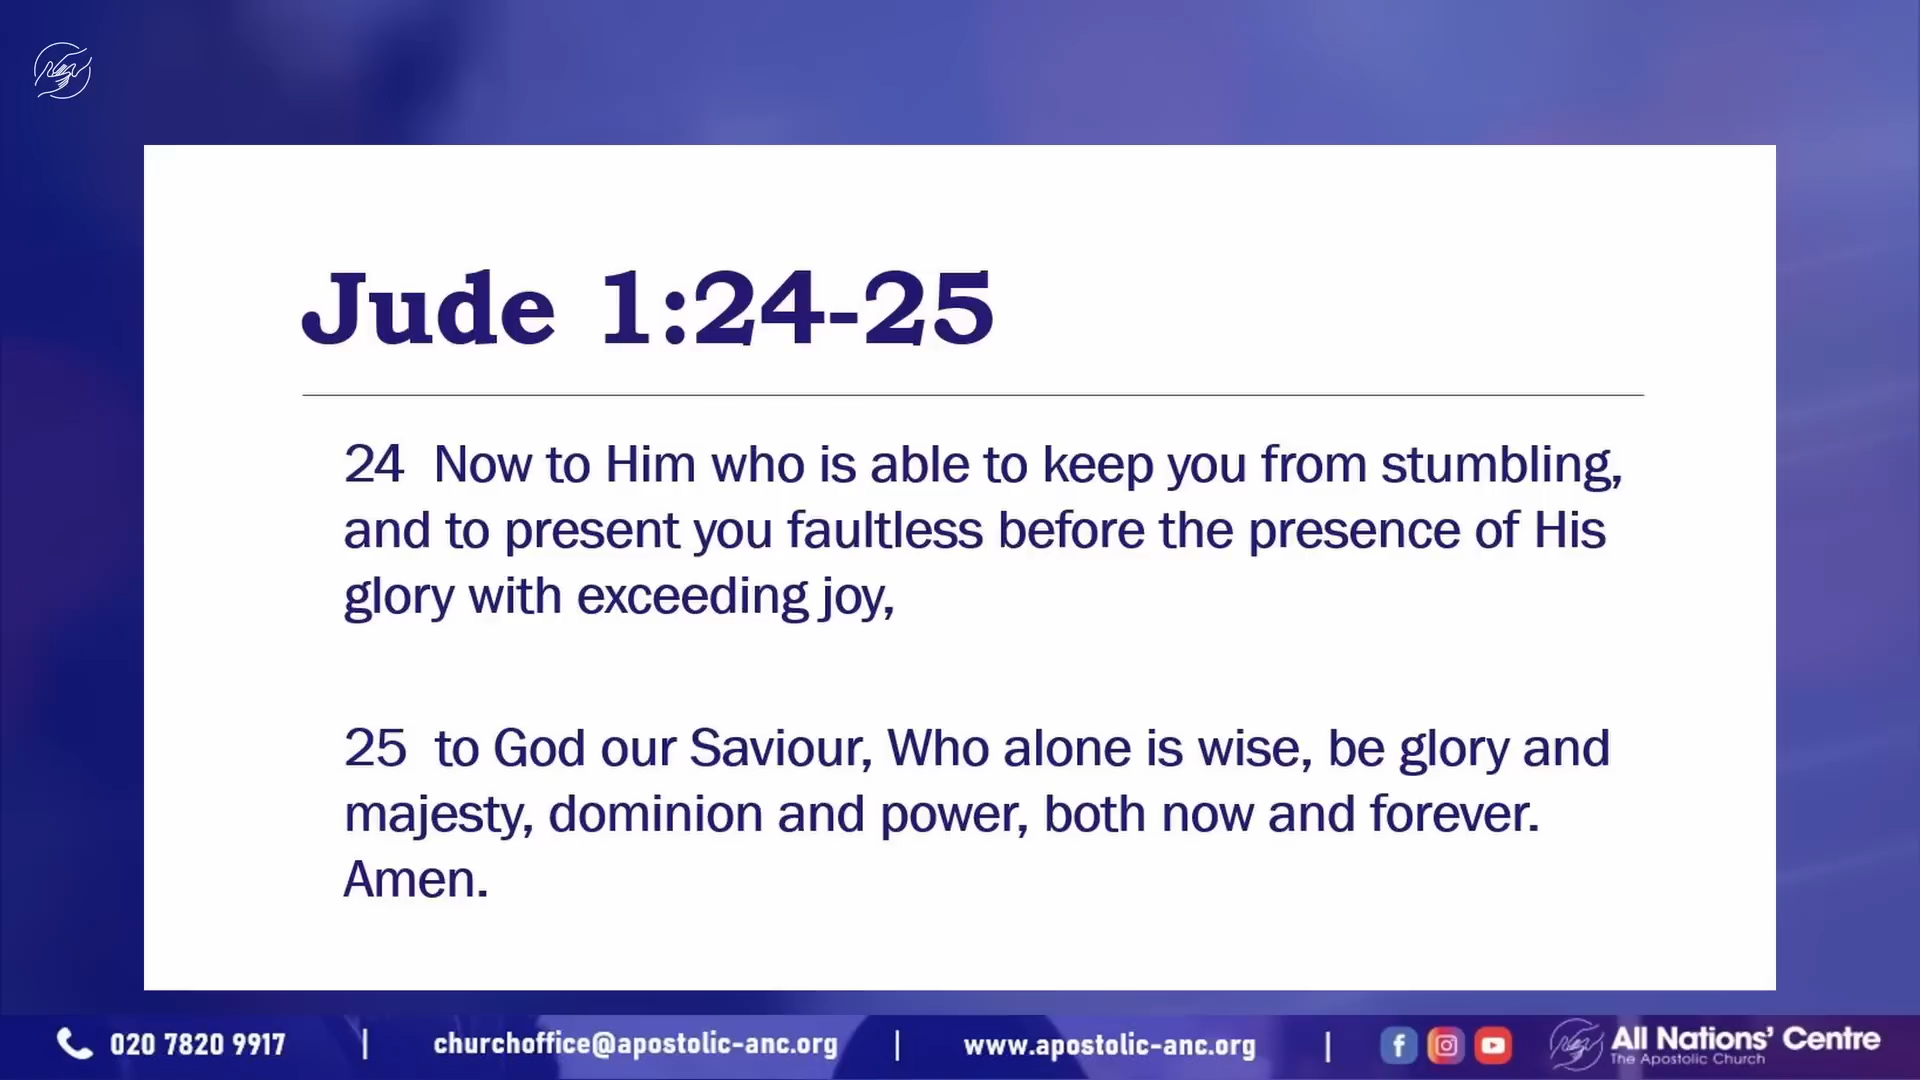 Jude 1:24-25
24 Now to Him who is able to keep you from stumbling,
and to present you faultless before the presence of His
glory with exceeding joy,
25 to God our Saviour, Who alone is wise, be glory and
majesty, dominion and power, both now and forever.
Amen.
020 7820 9917 | churchoffice@apostolic-anc.org | www.apostolic-anc.org | All Nations' Centre
The Apostolic Church